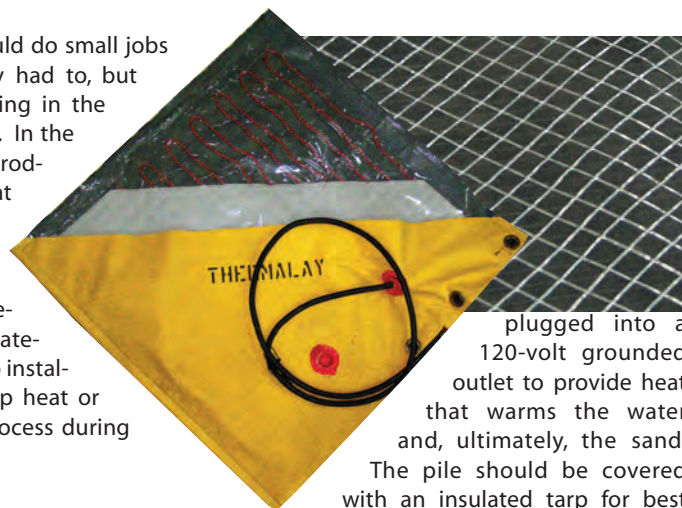 uld do small jobs
y had to, but
ing in the
. In the
rod-
at
e-
ate-
o instal-
p heat or
ocess during
THERMALAY
plugged into a
120-volt grounded
outlet to provide heat
that warms the water
and, ultimately, the sand
The pile should be covered
with an insulated tarp for best